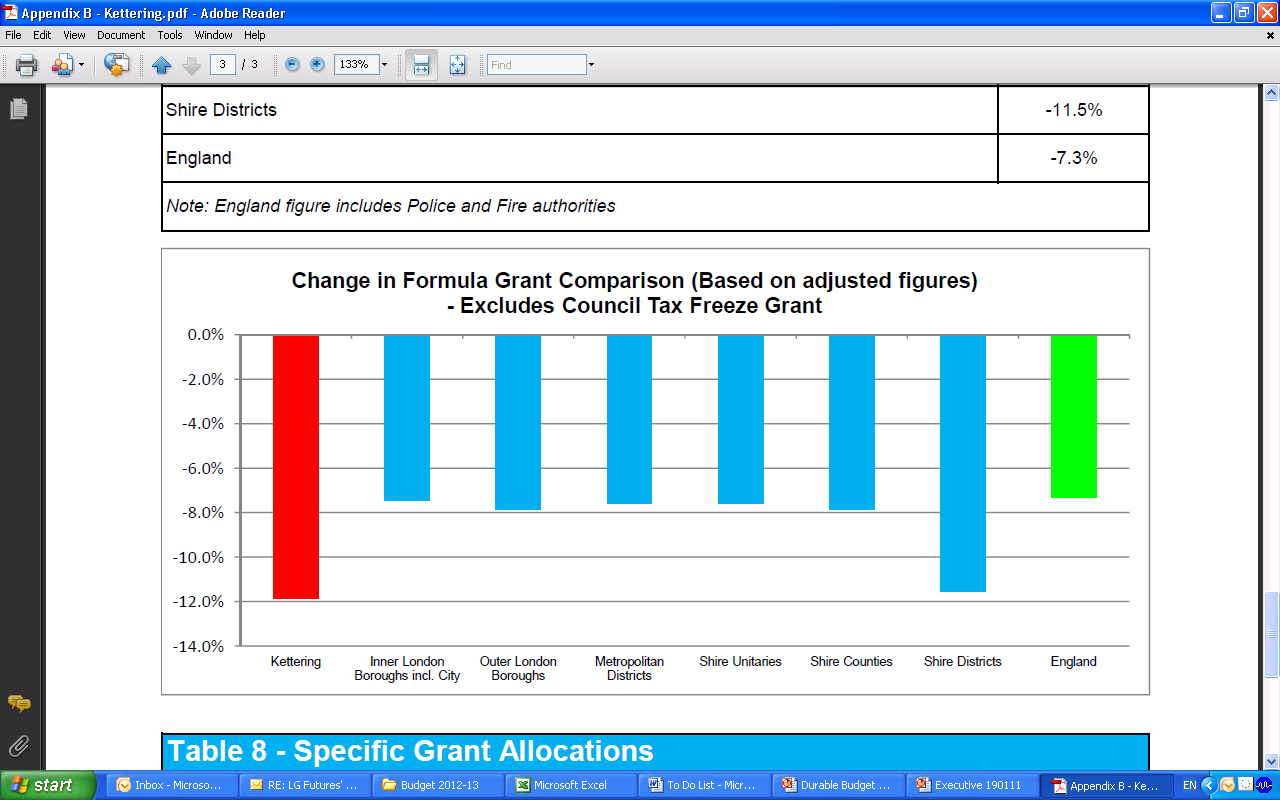 Appendix B - Kettering.pdf - Adobe Reader
File Edit View Document Tools Window Help
3 / 3 133% Find
Shire Districts -11.5%
England -7.3%
Note: England figure includes Police and Fire authorities
Change in Formula Grant Comparison (Based on adjusted figures)
- Excludes Council Tax Freeze Grant
0.0%
-2.0%
-4.0%
-6.0%
-8.0%
-10.0%
-12.0%
-14.0%
Kettering Inner London Outer London Metropolitan Shire Unitaries Shire Counties Shire Districts England
Boroughs incl. City Boroughs Districts
Table 8 - Specific Grant Allocations
start Inbox - Microso... RE: LG Futures' ... Budget 2012-13 Microsoft Excel To Do List - Micr... Durable Budget ... Executive 190111 Appendix B - Ke... EN